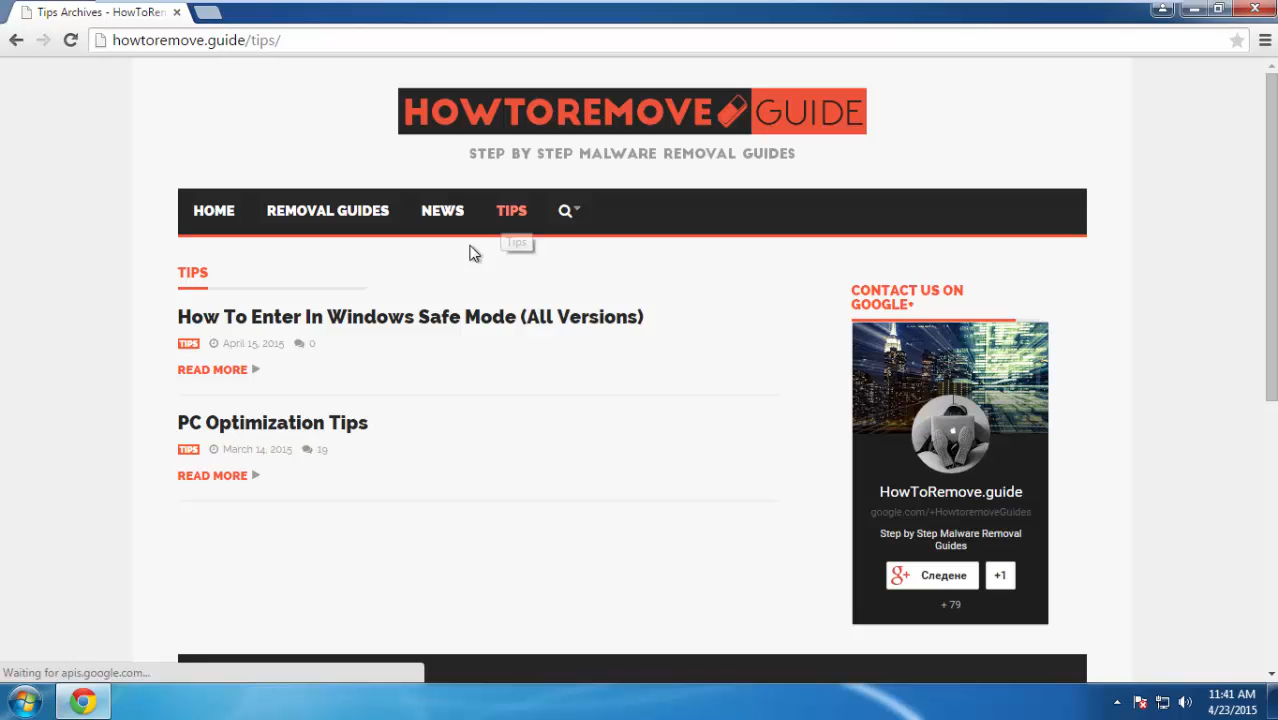 Tips Archives - HowToRem
howtoremove.guide/tips/
HOWTOREMOVE GUIDE
STEP BY STEP MALWARE REMOVAL GUIDES
HOME REMOVAL GUIDES NEWS TIPS
Tips
TIPS
How To Enter In Windows Safe Mode (All Versions)
TIPS April 15, 2015 0
READ MORE
PC Optimization Tips
TIPS March 14, 2015 19
READ MORE
CONTACT US ON
GOOGLE+
HowToRemove.guide
google.com/+HowtoremoveGuides
Step by Step Malware Removal
Guides
g+ Следене +1
+ 79
Waiting for apis.google.com...
11:41 AM
4/23/2015